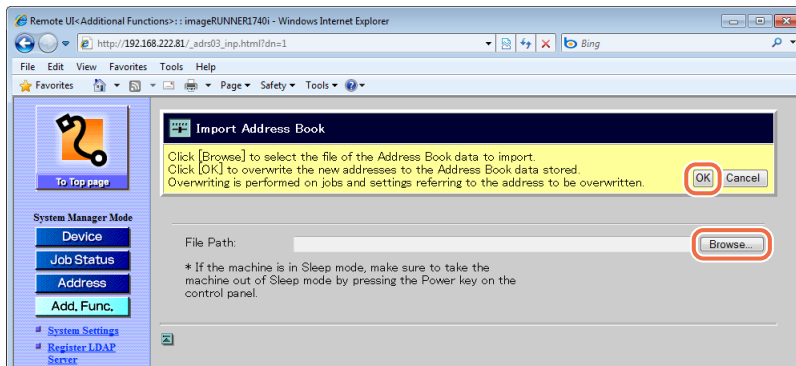 Remote UI<Additional Functions>: : imageRUNNER1740i - Windows Internet Explorer
http://192.168.222.81/_adrs03_inp.html?dn=1
Bing
File Edit View Favorites Tools Help
Favorites Page Safety Tools
Import Address Book
Click [Browse] to select the file of the Address Book data to import.
Click [OK] to overwrite the new addresses to the Address Book data stored.
Overwriting is performed on jobs and settings referring to the address to be overwritten.
OK Cancel
To Top page
System Manager Mode
Device
Job Status
Address
Add. Func.
System Settings
Register LDAP
Server
File Path:
Browse...
* If the machine is in Sleep mode, make sure to take the
machine out of Sleep mode by pressing the Power key on the
control panel.